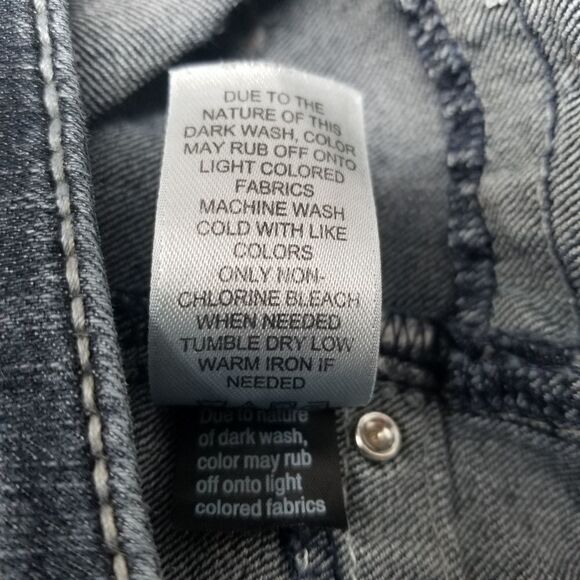 DUE TO THE
NATURE OF THIS
DARK WASH, COLOR
MAY RUB OFF ONTO
LIGHT COLORED
FABRICS
MACHINE WASH
COLD WITH LIKE
COLORS
ONLY NON-
CHLORINE BLEACH
WHEN NEEDED
TUMBLE DRY LOW
WARM IRON IF
NEEDED
Due to nature
of dark wash,
color may rub
off onto light
colored fabrics